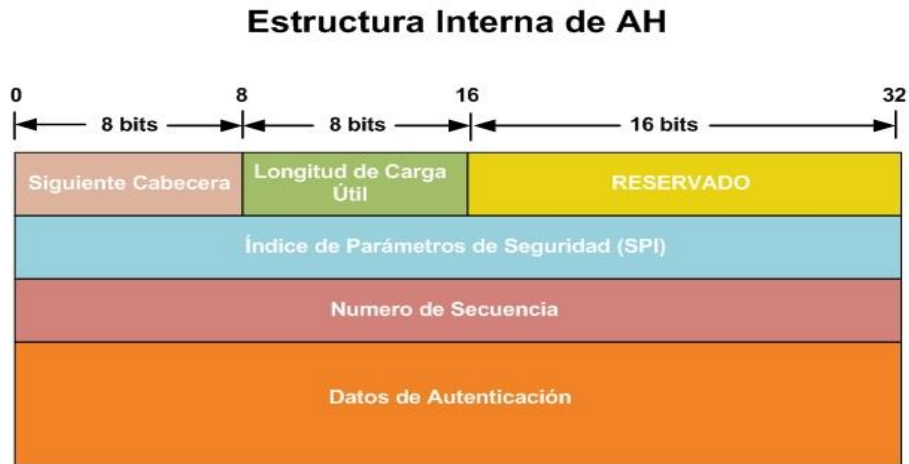 Estructura Interna de AH
0 8 16 32
8 bits 8 bits 16 bits
Siguiente Cabecera
Longitud de Carga
Útil
RESERVADO
Índice de Parámetros de Seguridad (SPI)
Numero de Secuencia
Datos de Autenticación